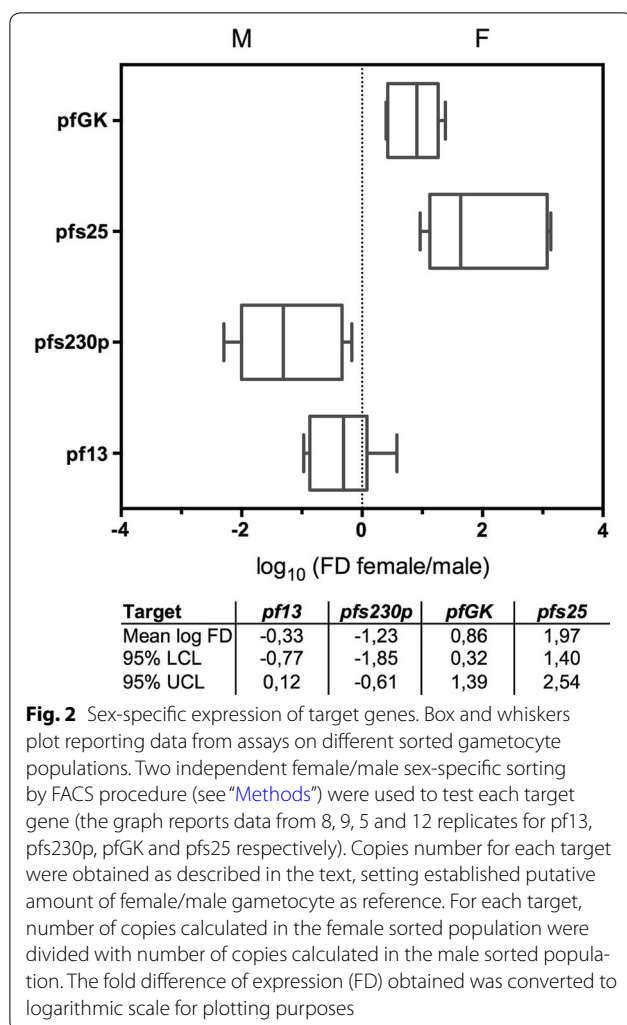 M F
pfGK
pfs25
pfs230p
pf13
-4 -2 0 2 4
log₁₀ (FD female/male)
Target pf13 pfs230p pfGK pfs25
Mean log FD -0,33 -1,23 0,86 1,97
95% LCL -0,77 -1,85 0,32 1,40
95% UCL 0,12 -0,61 1,39 2,54
Fig. 2 Sex-specific expression of target genes. Box and whiskers
plot reporting data from assays on different sorted gametocyte
populations. Two independent female/male sex-specific sorting
by FACS procedure (see “Methods”) were used to test each target
gene (the graph reports data from 8, 9, 5 and 12 replicates for pf13,
pfs230p, pfGK and pfs25 respectively). Copies number for each target
were obtained as described in the text, setting established putative
amount of female/male gametocyte as reference. For each target,
number of copies calculated in the female sorted population were
divided with number of copies calculated in the male sorted popula-
tion. The fold difference of expression (FD) obtained was converted to
logarithmic scale for plotting purposes